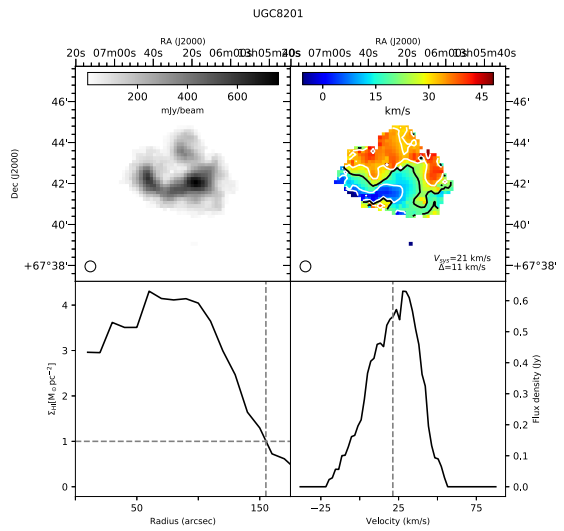 UGC8201
RA (J2000) RA (J2000)
20s 07m00s 40s 20s 06m00s 20s 07m00s 40s 20s 06m00s 13h05m40s
200 400 600
mJy/beam
0 15 30 45
km/s
46' 44' 42' 40' +67°38'
Dec (J2000)
46' 44' 42' 40' +67°38'
V_sys=21 km/s
Δ=11 km/s
4 3 2 1 0
Σ_HI[M_⊙ pc⁻²]
50 100 150
Radius (arcsec)
0,6 0,5 0,4 0,3 0,2 0,1 0,0
Flux density (Jy)
−25 25 75
Velocity (km/s)